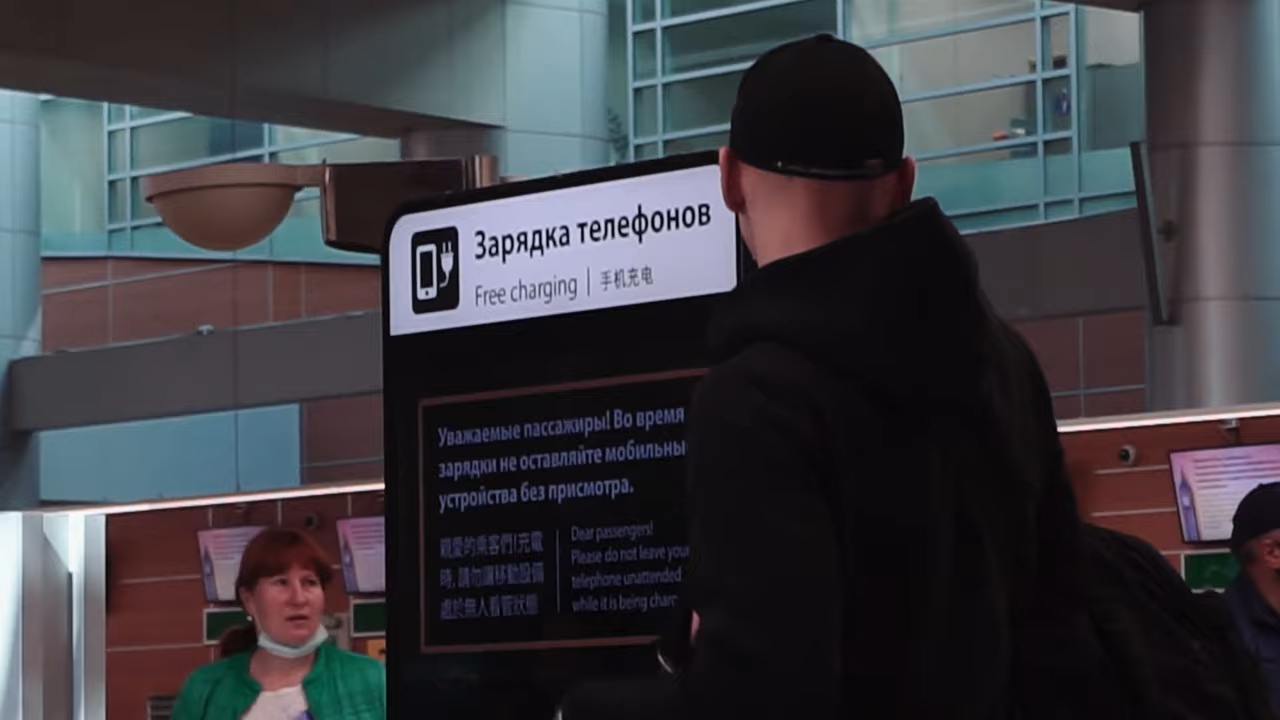 Зарядка телефонов
Free charging | 手机充电
Уважаемые пассажиры! Во время
зарядки не оставляйте мобильны
устройства без присмотра.
親愛的乘客們!充電
時,請勿讓移動設備
處於無人看管狀態
Dear passengers!
Please do not leave your
telephone unattended
while it is being charg